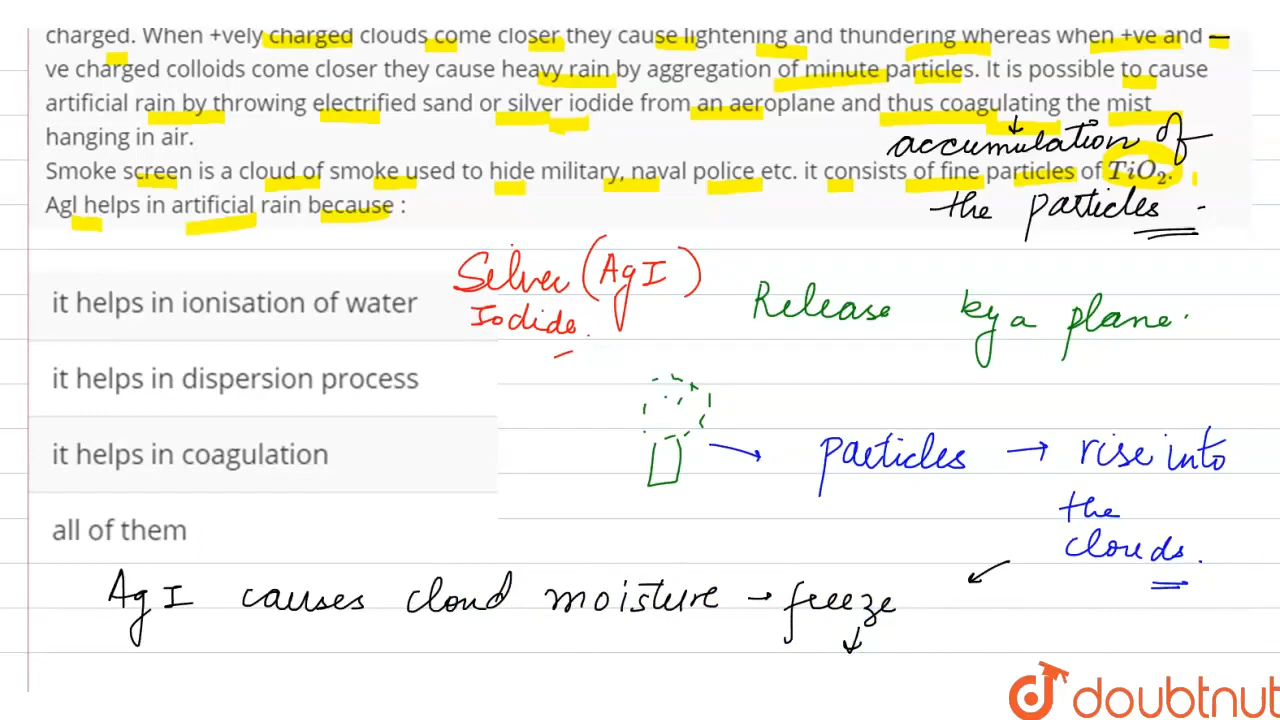 charged. When +vely charged clouds come closer they cause lightening and thundering whereas when +ve and –
ve charged colloids come closer they cause heavy rain by aggregation of minute particles. It is possible to cause
artificial rain by throwing electrified sand or silver iodide from an aeroplane and thus coagulating the mist
hanging in air.
accumulation of
Smoke screen is a cloud of smoke used to hide military, naval police etc. it consists of fine particles of TiO₂.
Agl helps in artificial rain because :
the particles -
it helps in ionisation of water
Silver (AgI)
Iodide.
Release by a plane.
it helps in dispersion process
it helps in coagulation
particles → rise into
the
clouds.
all of them
AgI causes cloud moisture → freeze
doubtnut